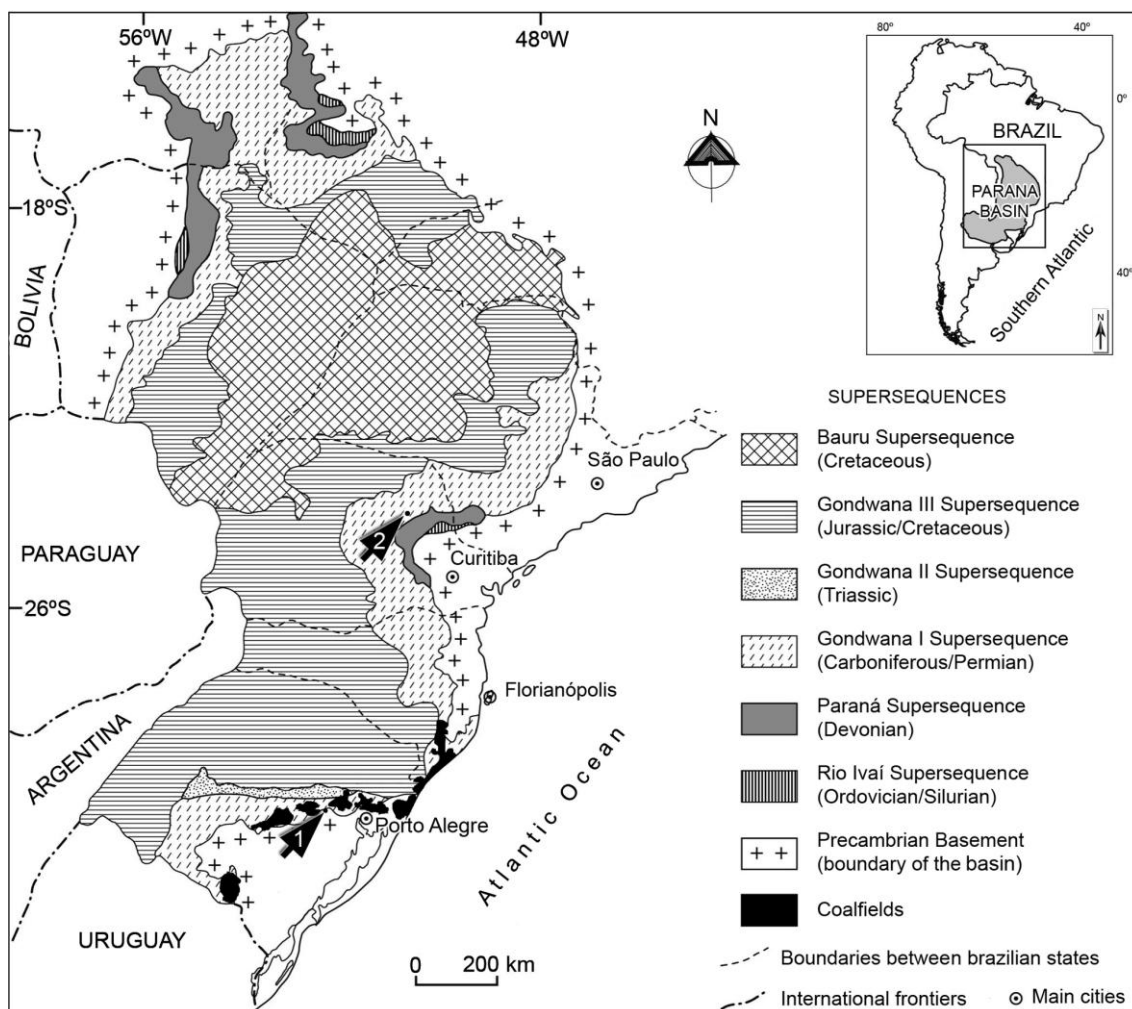 56ºW
48ºW
80º
40º
N
0º
BRAZIL
18ºS
PARANA
BASIN
BOLIVIA
Southern Atlantic
40º
N
SUPERSEQUENCES
Bauru Supersequence
(Cretaceous)
São Paulo
Gondwana III Supersequence
(Jurassic/Cretaceous)
2
PARAGUAY
Curitiba
Gondwana II Supersequence
(Triassic)
26ºS
Gondwana I Supersequence
(Carboniferous/Permian)
Florianópolis
Paraná Supersequence
(Devonian)
ARGENTINA
Atlantic Ocean
Rio Ivaí Supersequence
(Ordovician/Silurian)
Porto Alegre
1
Precambrian Basement
(boundary of the basin)
Coalfields
URUGUAY
0 200 km
Boundaries between brazilian states
International frontiers
Main cities